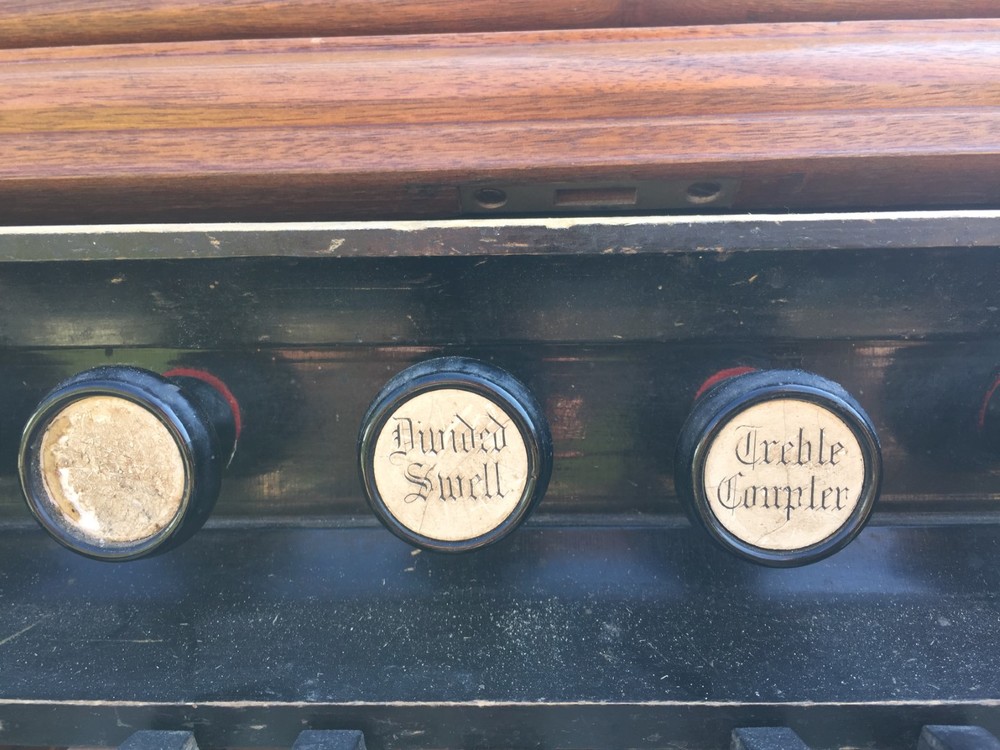 Divided
Swell
Treble
Coupler